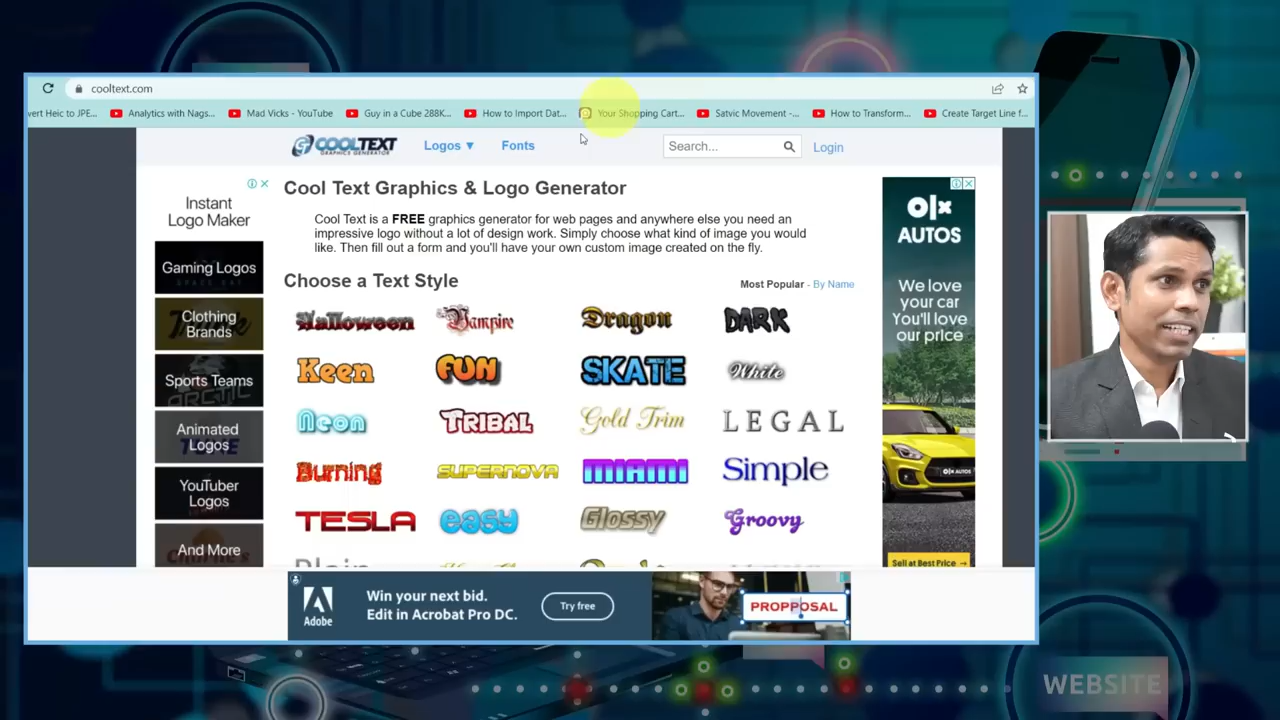 cooltext.com
vert Heic to JPE...
Analytics with Nags...
Mad Vicks - YouTube
Guy in a Cube 288K...
How to Import Dat...
Your Shopping Cart...
Satvic Movement -...
How to Transform...
Create Target Line f...
COOLTEXT
GRAPHICS GENERATOR
Logos ▼
Fonts
Search...
Login
Instant
Logo Maker
Gaming Logos
Clothing
Brands
Sports Teams
Animated
Logos
YouTuber
Logos
And More
Cool Text Graphics & Logo Generator
Cool Text is a FREE graphics generator for web pages and anywhere else you need an
impressive logo without a lot of design work. Simply choose what kind of image you would
like. Then fill out a form and you'll have your own custom image created on the fly.
Choose a Text Style
Most Popular - By Name
Halloween Vampire Dragon DARK
Keen FUN SKATE White
Neon TRIBAL Gold Trim LEGAL
Burning SUPERNOVA MIAMI Simple
TESLA easy Glossy Groovy
olx
AUTOS
We love
your car
You'll love
our price
OLX AUTOS
Sell at Best Price →
Adobe
Win your next bid.
Edit in Acrobat Pro DC.
Try free
PROPPOSAL
WEBSITE